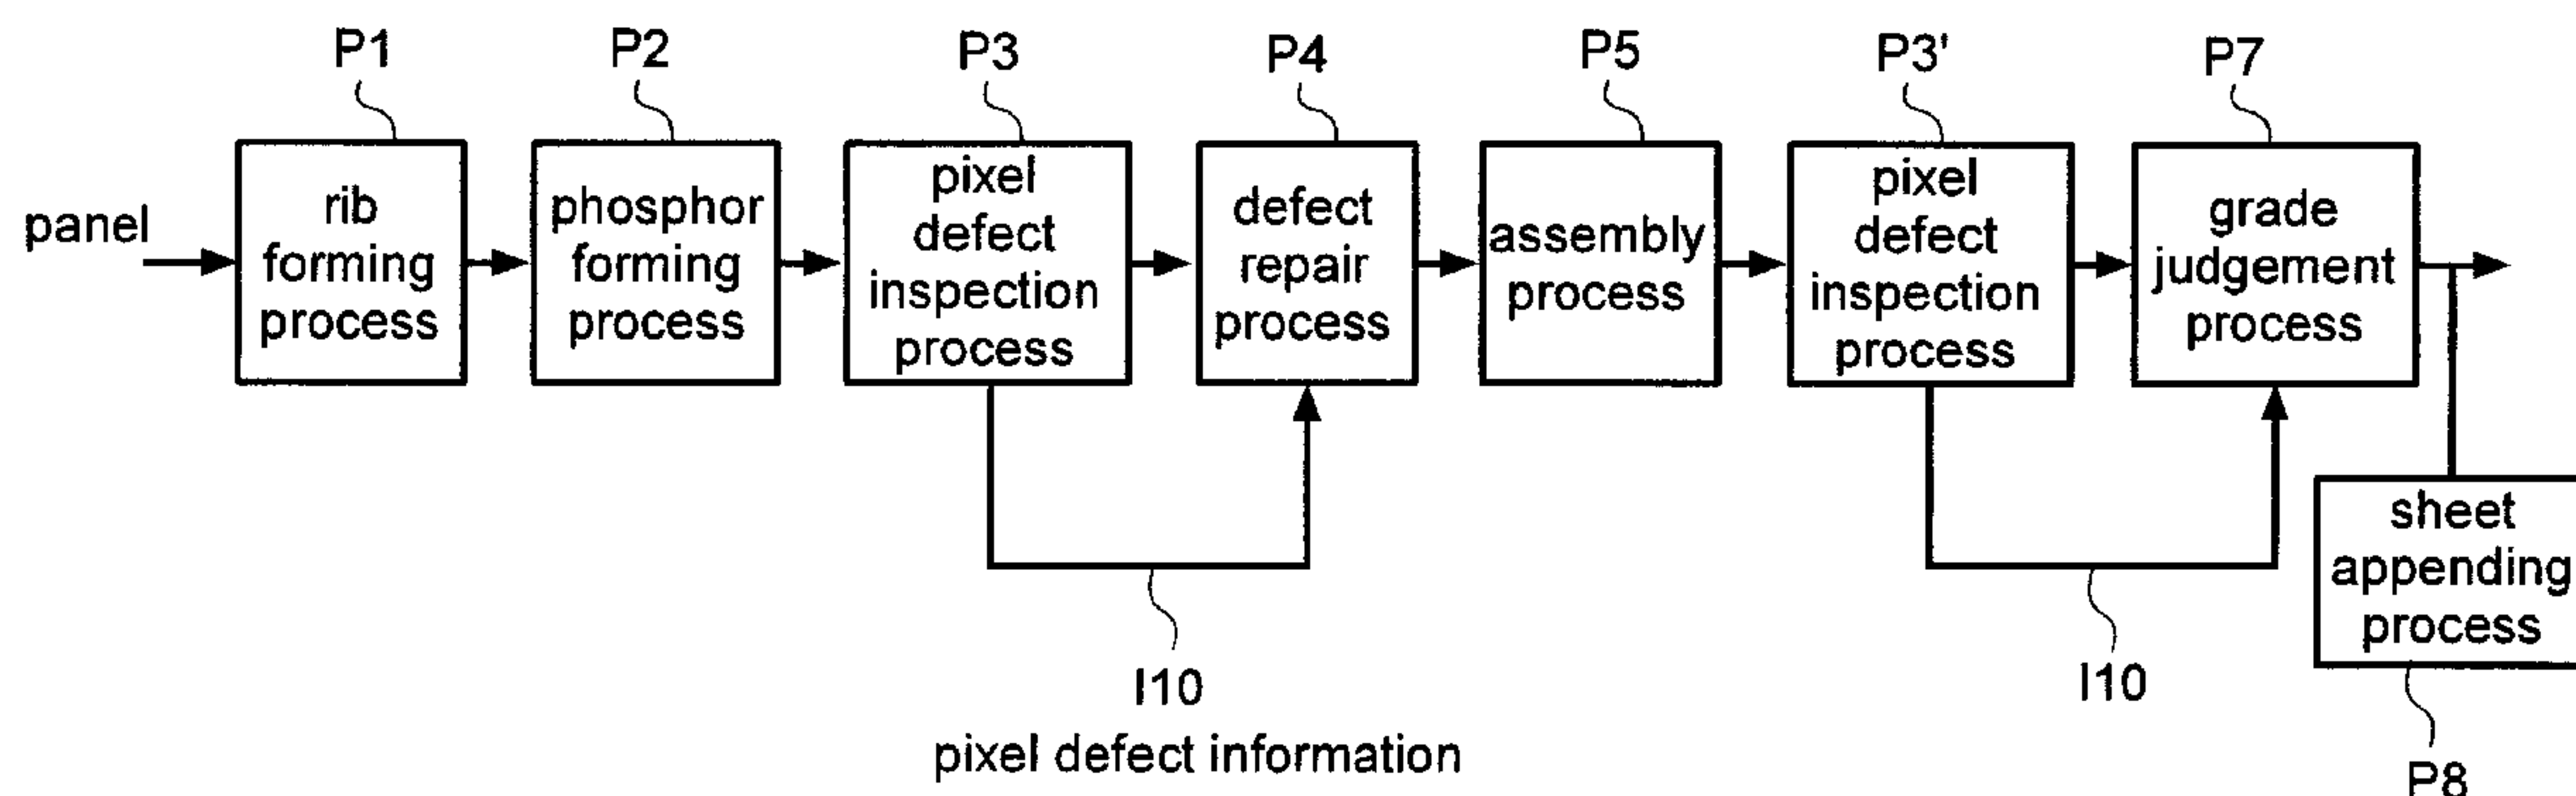 P1
P2
P3
P4
P5
P3'
P7
panel
rib
forming
process
phosphor
forming
process
pixel
defect
inspection
process
defect
repair
process
assembly
process
pixel
defect
inspection
process
grade
judgement
process
sheet
appending
process
I10
pixel defect information
I10
P8